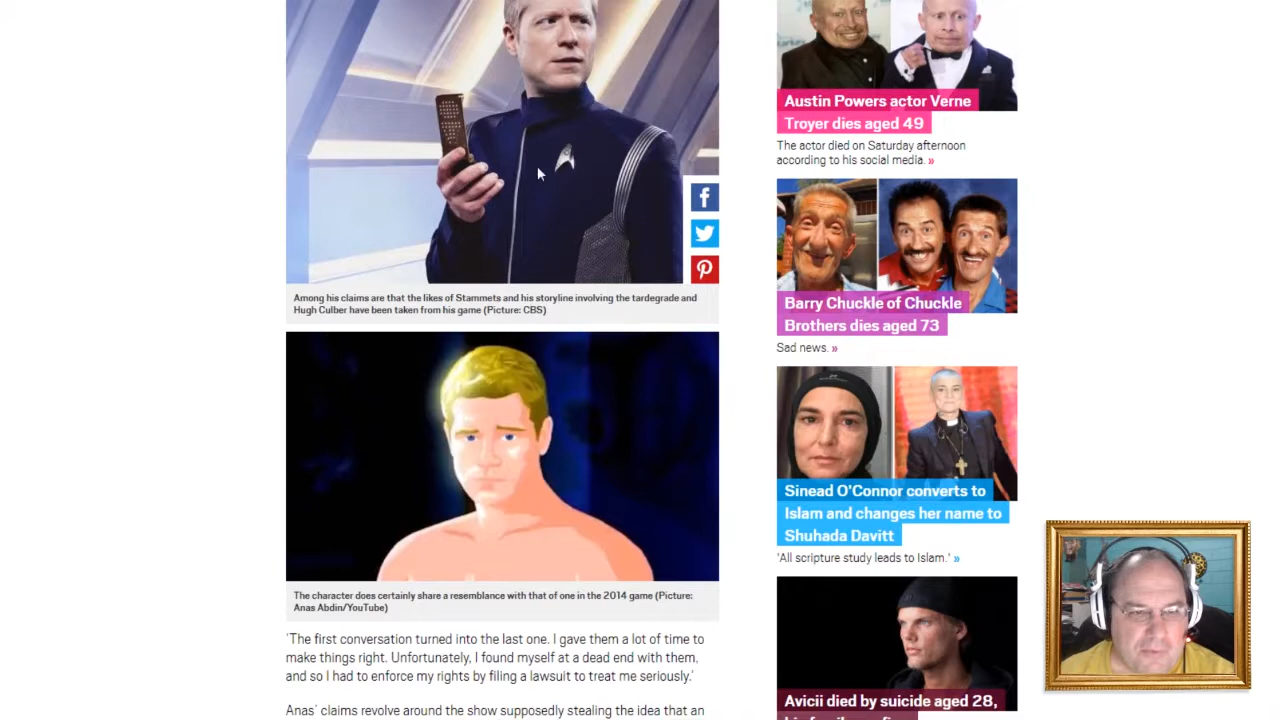 Among his claims are that the likes of Stammets and his storyline involving the tardegrade and
Hugh Culber have been taken from his game (Picture: CBS)
The character does certainly share a resemblance with that of one in the 2014 game (Picture:
Anas Abdin/YouTube)
'The first conversation turned into the last one. I gave them a lot of time to
make things right. Unfortunately, I found myself at a dead end with them,
and so I had to enforce my rights by filing a lawsuit to treat me seriously.'
Anas' claims revolve around the show supposedly stealing the idea that an
Austin Powers actor Verne
Troyer dies aged 49
The actor died on Saturday afternoon
according to his social media. »
Barry Chuckle of Chuckle
Brothers dies aged 73
Sad news. »
Sinead O'Connor converts to
Islam and changes her name to
Shuhada Davitt
'All scripture study leads to Islam.' »
Avicii died by suicide aged 28,